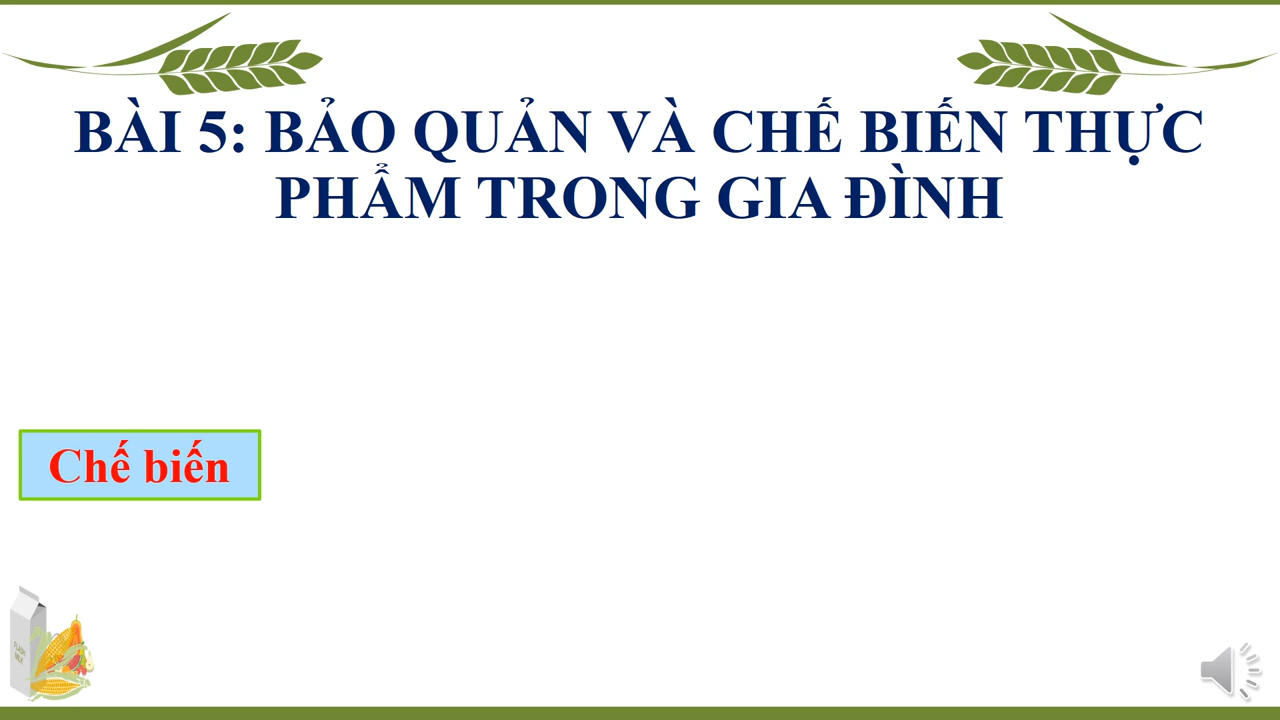 BÀI 5: BẢO QUẢN VÀ CHẾ BIẾN THỰC
PHẨM TRONG GIA ĐÌNH
Chế biến